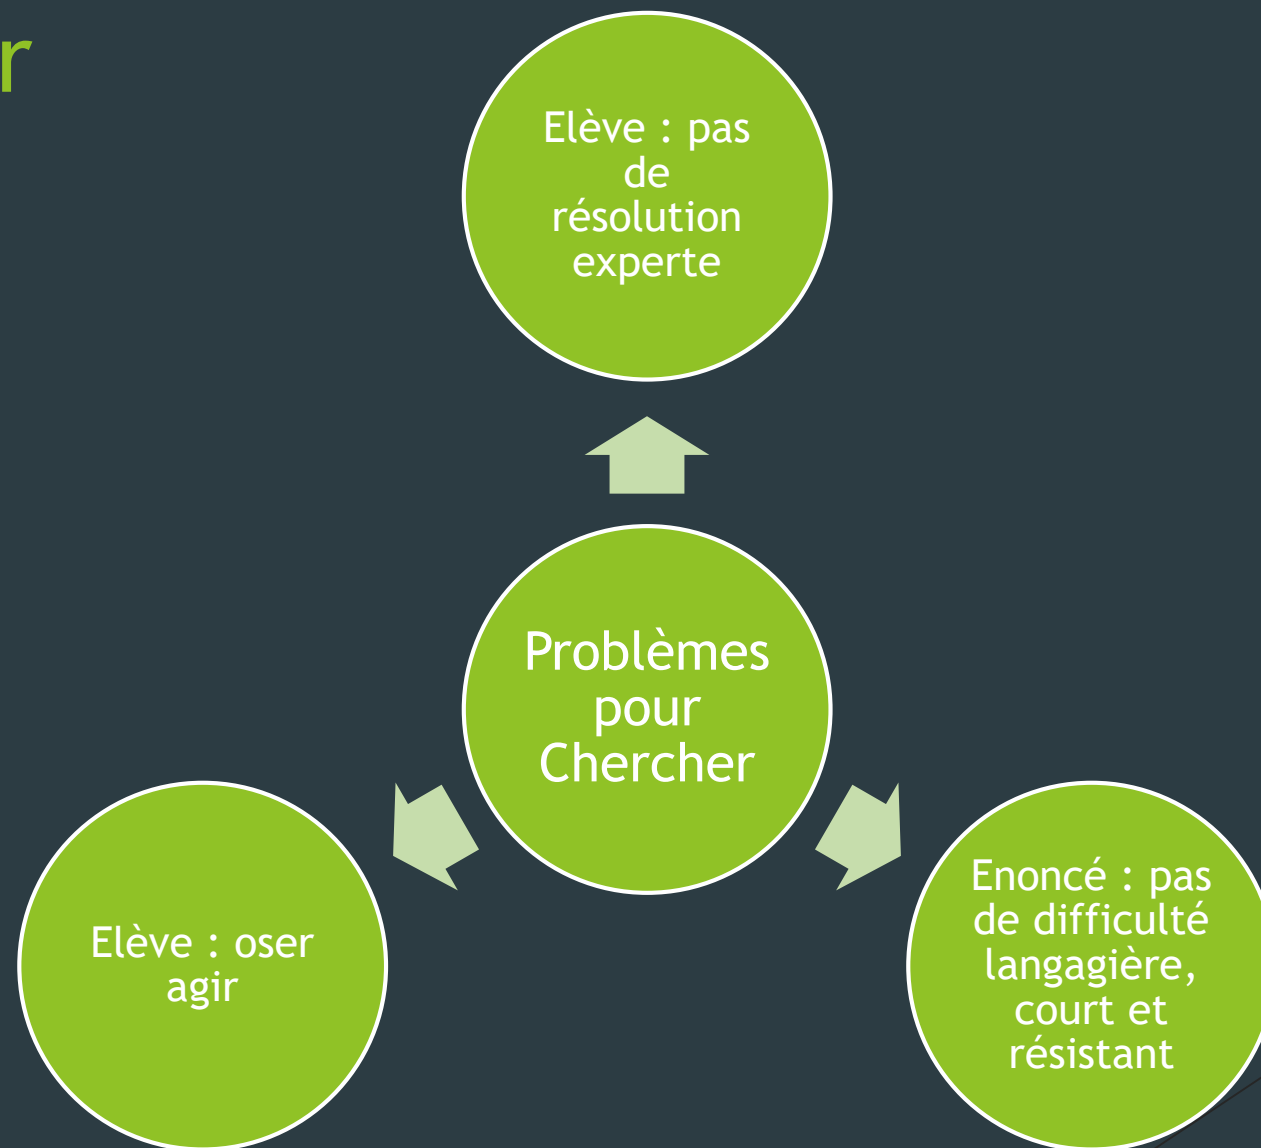 r
Elève : pas
de
résolution
experte
Problèmes
pour
Chercher
Elève : oser
agir
Enoncé : pas
de difficulté
langagière,
court et
résistant